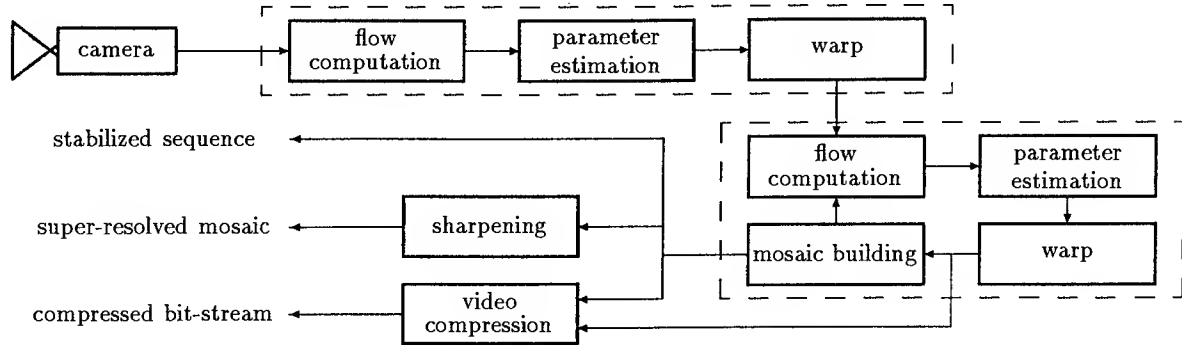 camera
flow
computation
parameter
estimation
warp
stabilized sequence
flow
computation
parameter
estimation
super-resolved mosaic
sharpening
mosaic building
warp
compressed bit-stream
video
compression